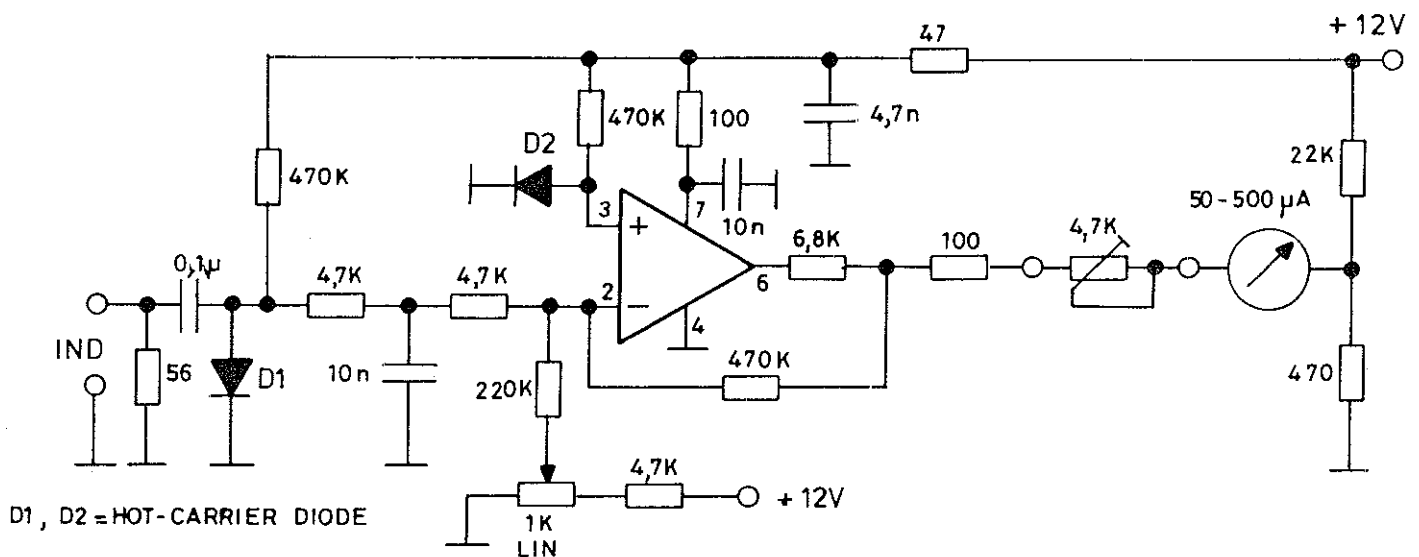 + 12V
47
470K
100
4,7n
D2
22K
470K
50-500 µA
3
+
7
10n
4,7K
6,8K
100
0,1µ
4,7K
4,7K
6
2
-
4
IND
470K
56
D1
10n
220K
470
4,7K
+ 12V
1K
LIN
D1, D2 = HOT-CARRIER DIODE